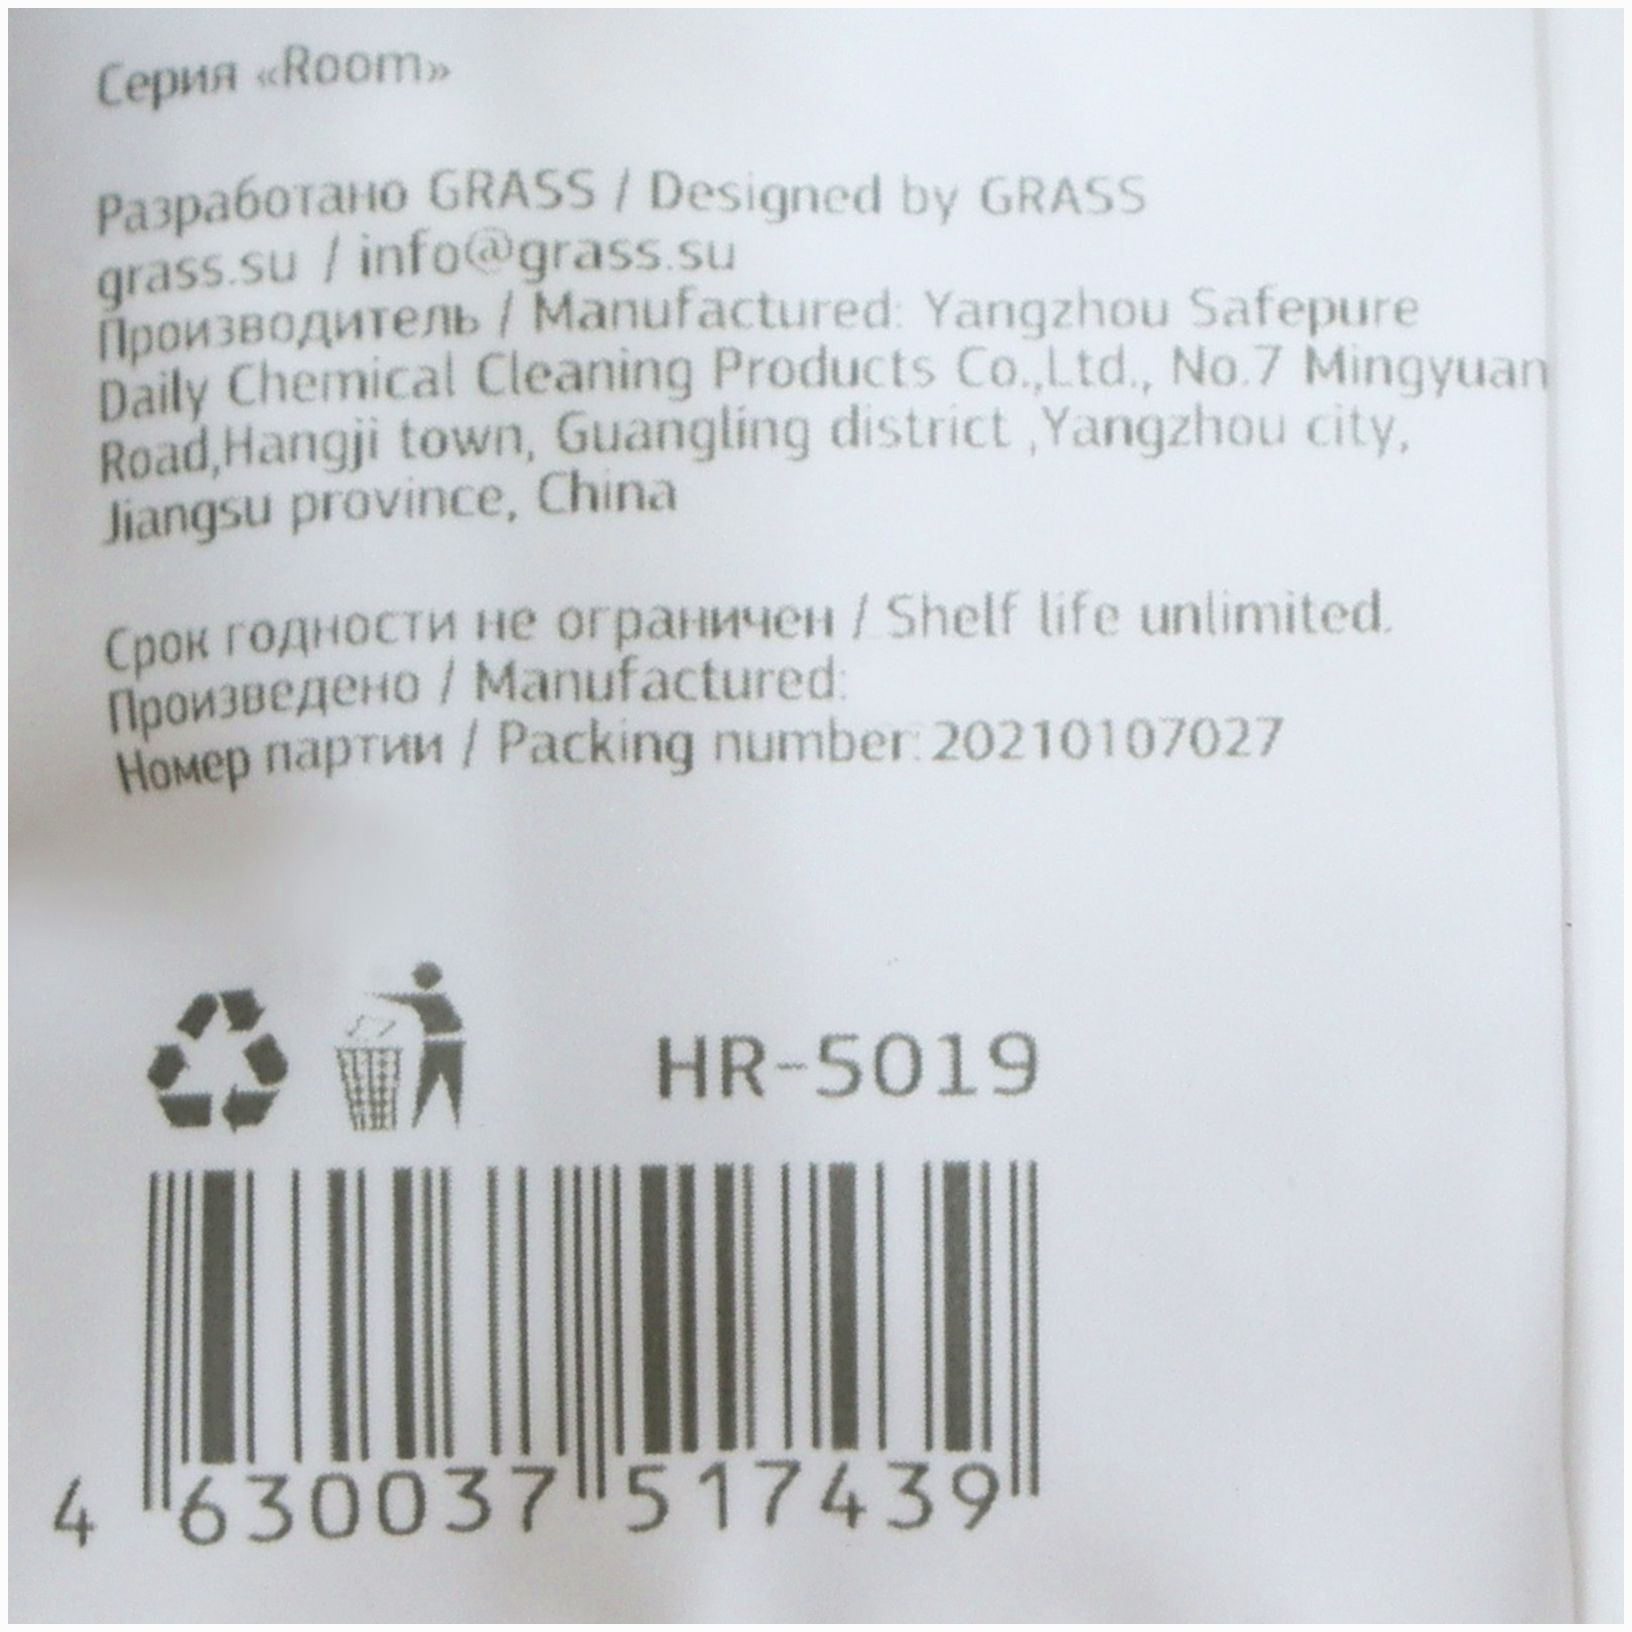 Серия «Room»
Разработано GRASS / Designed by GRASS
grass.su / info@grass.su
Производитель / Manufactured: Yangzhou Safepure
Daily Chemical Cleaning Products Co.,Ltd., No.7 Mingyuan
Road,Hangji town, Guangling district ,Yangzhou city,
Jiangsu province, China
Срок годности не ограничен / Shelf life unlimited.
Произведено / Manufactured:
Номер партии / Packing number:20210107027
HR-5019
4 630037 517439